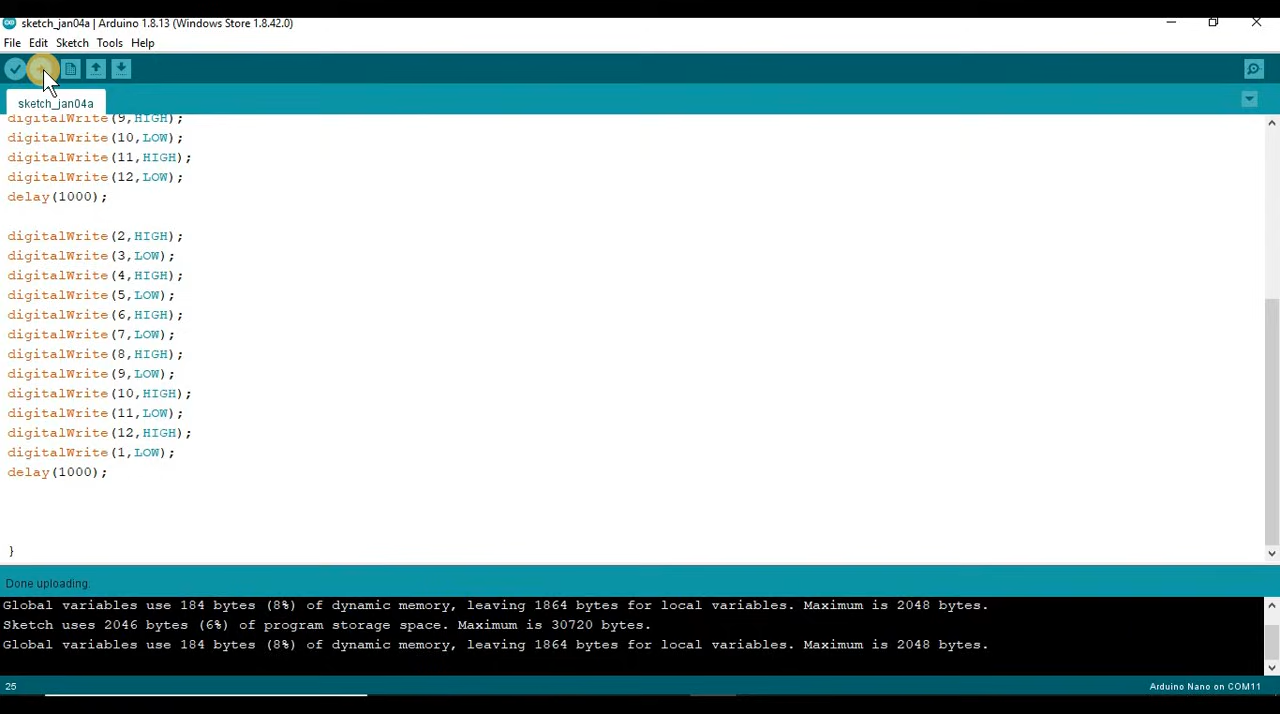 sketch_jan04a | Arduino 1.8.13 (Windows Store 1.8.42.0)
File Edit Sketch Tools Help
sketch_jan04a
digitalWrite(9,HIGH);
digitalWrite(10,LOW);
digitalWrite(11,HIGH);
digitalWrite(12,LOW);
delay(1000);
digitalWrite(2,HIGH);
digitalWrite(3,LOW);
digitalWrite(4,HIGH);
digitalWrite(5,LOW);
digitalWrite(6,HIGH);
digitalWrite(7,LOW);
digitalWrite(8,HIGH);
digitalWrite(9,LOW);
digitalWrite(10,HIGH);
digitalWrite(11,LOW);
digitalWrite(12,HIGH);
digitalWrite(1,LOW);
delay(1000);
}
Done uploading.
Global variables use 184 bytes (8%) of dynamic memory, leaving 1864 bytes for local variables. Maximum is 2048 bytes.
Sketch uses 2046 bytes (6%) of program storage space. Maximum is 30720 bytes.
Global variables use 184 bytes (8%) of dynamic memory, leaving 1864 bytes for local variables. Maximum is 2048 bytes.
25 Arduino Nano on COM11